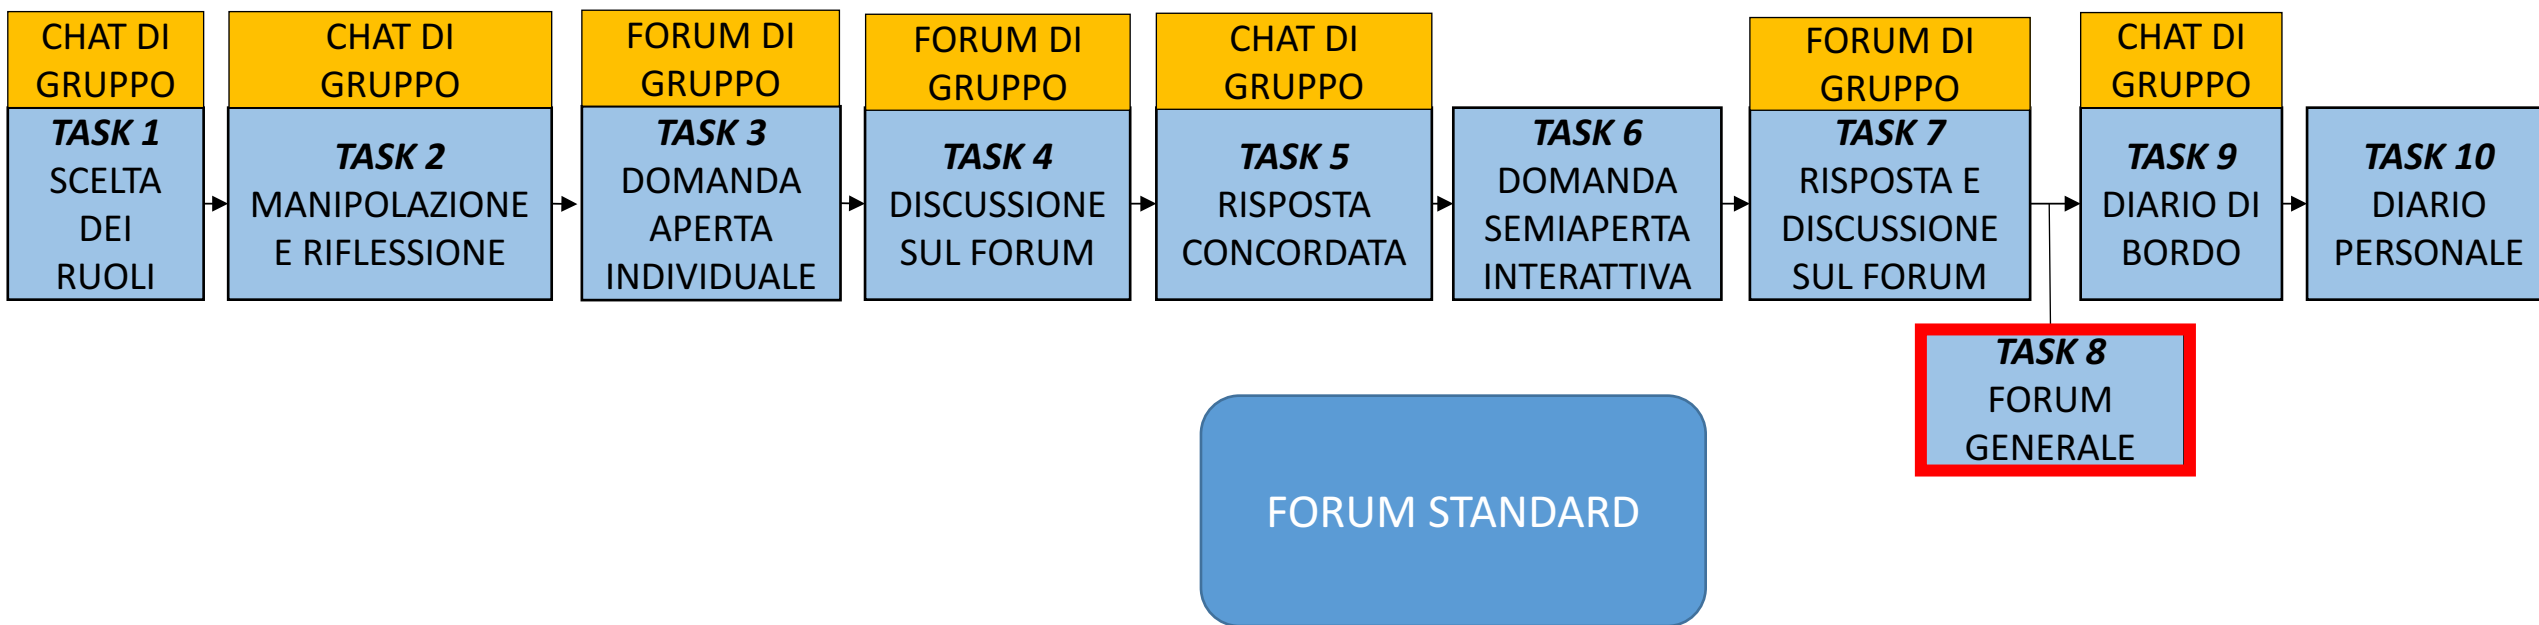 CHAT DI
GRUPPO
TASK 1
SCELTA
DEI
RUOLI
CHAT DI
GRUPPO
TASK 2
MANIPOLAZIONE
E RIFLESSIONE
FORUM DI
GRUPPO
TASK 3
DOMANDA
APERTA
INDIVIDUALE
FORUM DI
GRUPPO
TASK 4
DISCUSSIONE
SUL FORUM
CHAT DI
GRUPPO
TASK 5
RISPOSTA
CONCORDATA
TASK 6
DOMANDA
SEMIAPERTA
INTERATTIVA
FORUM DI
GRUPPO
TASK 7
RISPOSTA E
DISCUSSIONE
SUL FORUM
TASK 8
FORUM
GENERALE
CHAT DI
GRUPPO
TASK 9
DIARIO DI
BORDO
TASK 10
DIARIO
PERSONALE
FORUM STANDARD